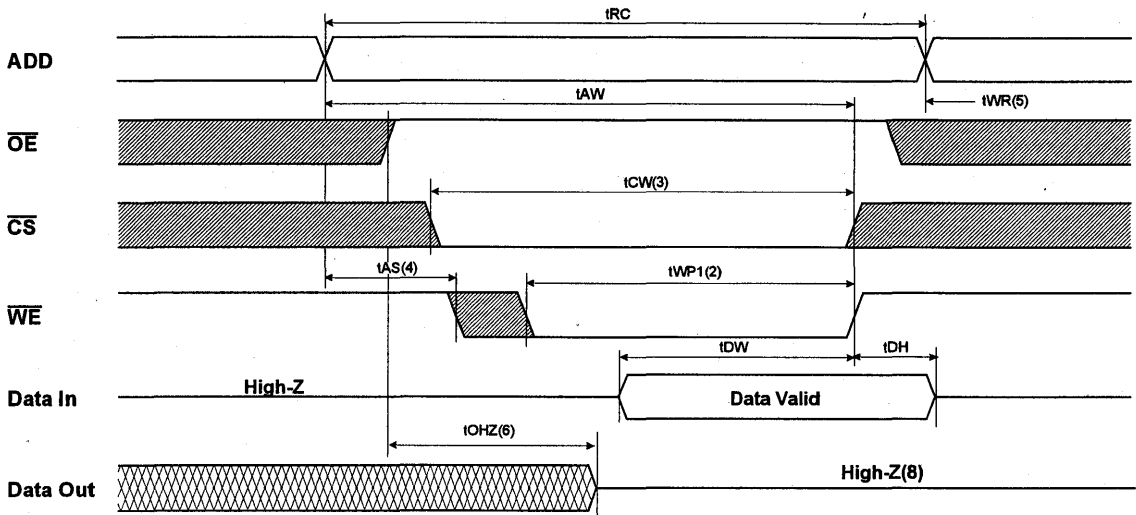 tRC
ADD
tAW
tWR(5)
OE
tCW(3)
CS
tAS(4)
tWP1(2)
WE
tDW
tDH
High-Z
Data In
Data Valid
tOHZ(6)
High-Z(8)
Data Out